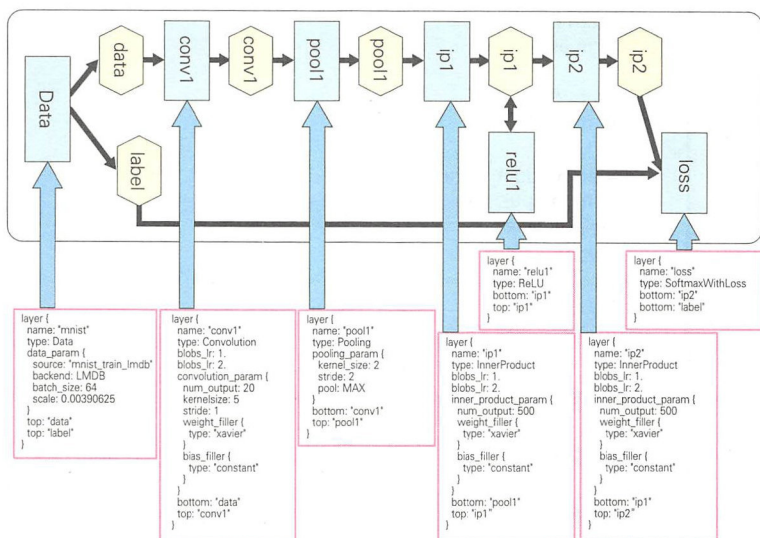 Data
data
label
conv1
conv1
pool1
pool1
ip1
ip1
relu1
ip2
ip2
loss
layer {
name: "mnist"
type: Data
data_param {
source: "mnist_train_lmdb"
backend: LMDB
batch_size: 64
scale: 0.00390625
}
top: "data"
top: "label"
}
layer {
name: "conv1"
type: Convolution
blobs_lr: 1.
blobs_lr: 2.
convolution_param {
num_output: 20
kernelsize: 5
stride: 1
weight_filler {
type: "xavier"
}
bias_filler {
type: "constant"
}
}
bottom: "data"
top: "conv1"
}
layer {
name: "pool1"
type: Pooling
pooling_param {
kernel_size: 2
stride: 2
pool: MAX
}
bottom: "conv1"
top: "pool1"
}
layer {
name: "ip1"
type: InnerProduct
blobs_lr: 1.
blobs_lr: 2.
inner_product_param {
num_output: 500
weight_filler {
type: "xavier"
}
bias_filler {
type: "constant"
}
}
bottom: "pool1"
top: "ip1"
}
layer {
name: "relu1"
type: ReLU
bottom: "ip1"
top: "ip1"
}
layer {
name: "ip2"
type: InnerProduct
blobs_lr: 1.
blobs_lr: 2.
inner_product_param {
num_output: 500
weight_filler {
type: "xavier"
}
bias_filler {
type: "constant"
}
}
bottom: "ip1"
top: "ip2"
}
layer {
name: "loss"
type: SoftmaxWithLoss
bottom: "ip2"
bottom: "label"
}